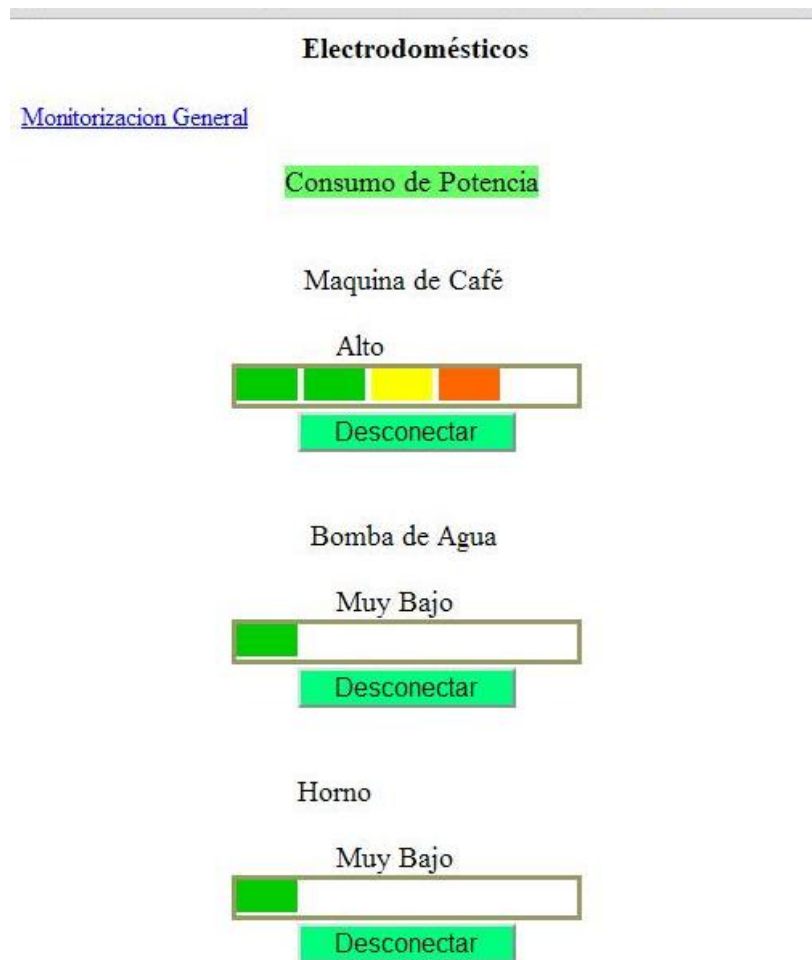 Electrodomésticos
Monitorizacion General
Consumo de Potencia
Maquina de Café
Alto
Desconectar
Bomba de Agua
Muy Bajo
Desconectar
Horno
Muy Bajo
Desconectar